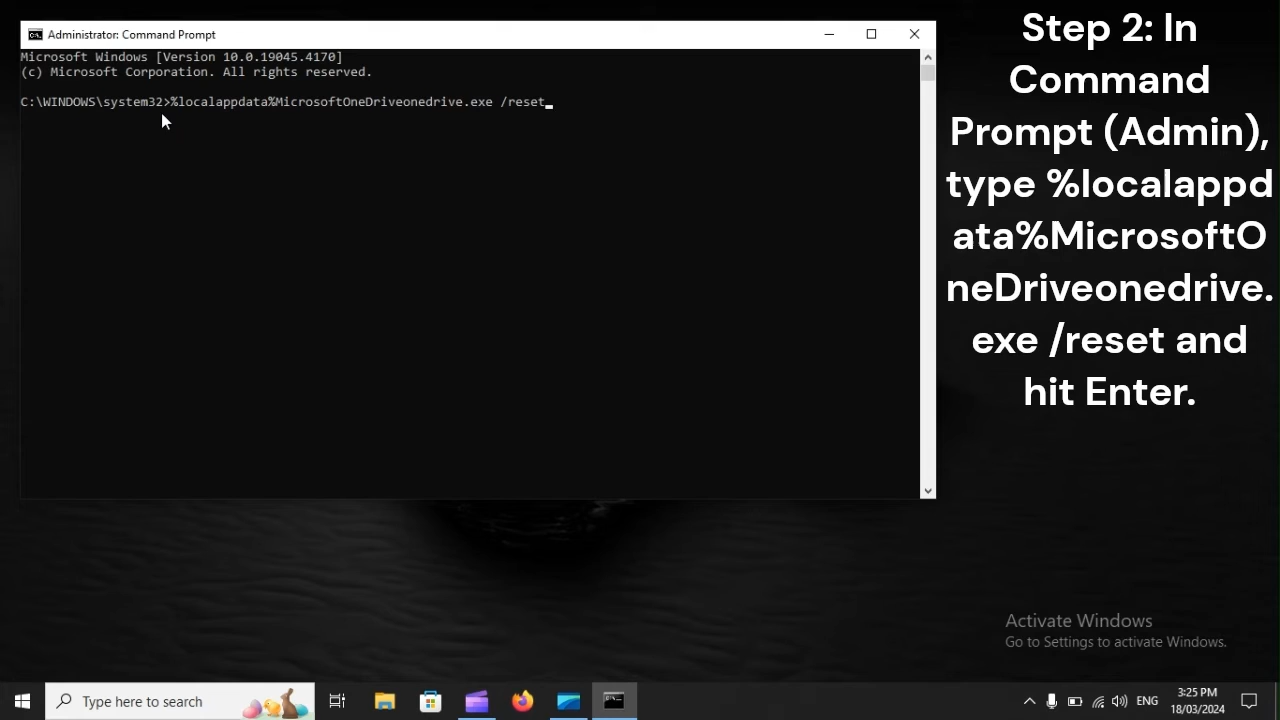 Administrator: Command Prompt
Microsoft Windows [Version 10.0.19045.4170]
(c) Microsoft Corporation. All rights reserved.
C:\WINDOWS\system32>%localappdata%MicrosoftOneDriveonedrive.exe /reset
Step 2: In
Command
Prompt (Admin),
type %localappd
ata%MicrosoftO
neDriveonedrive.
exe /reset and
hit Enter.
Activate Windows
Go to Settings to activate Windows.
Type here to search
ENG
3:25 PM
18/03/2024